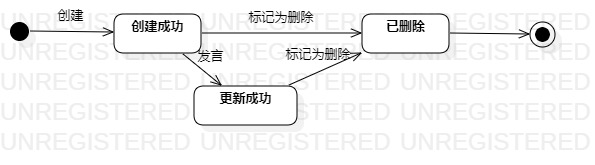 创建
创建成功
标记为删除
已删除
发言
标记为删除
更新成功
UNREGISTERED UNREGISTERED UNREGISTERED
UNREGISTERED UNREGISTERED UNREGISTERED
UNREGISTERED UNREGISTERED UNREGISTERED
UNREGISTERED UNREGISTERED UNREGISTERED
UNREGISTERED UNREGISTERED UNREGISTERED